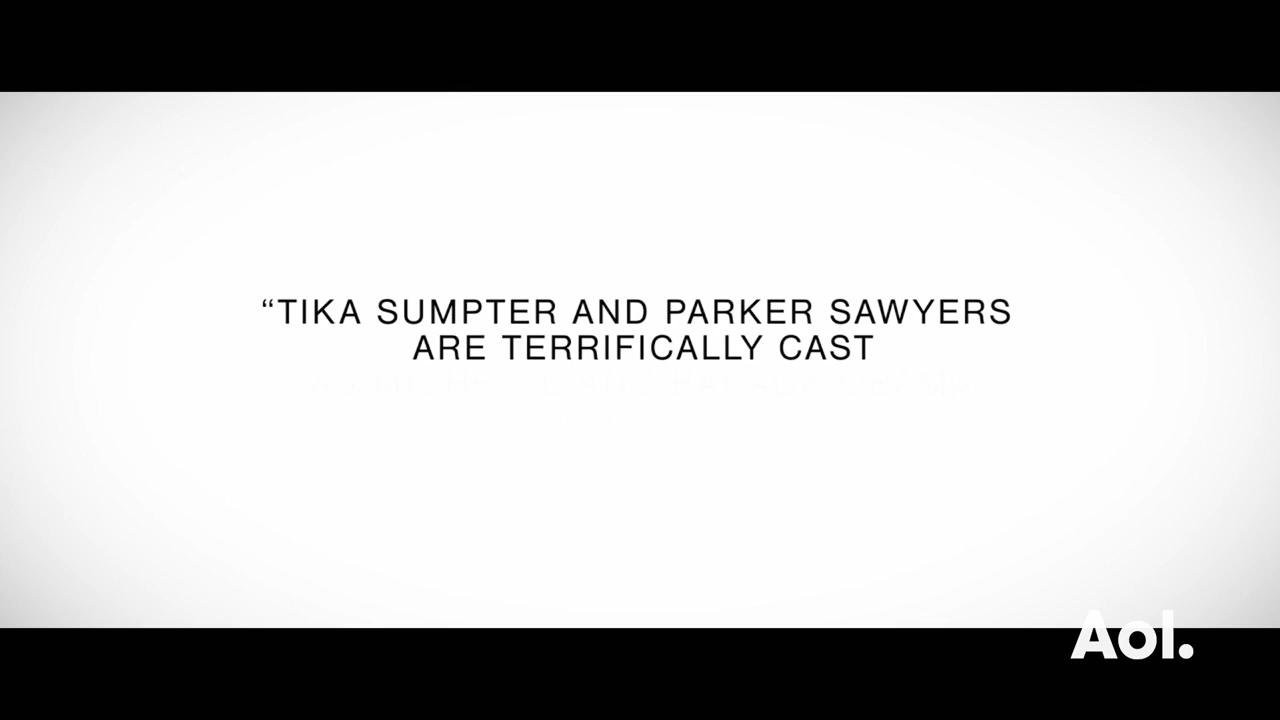 “TIKA SUMPTER AND PARKER SAWYERS
ARE TERRIFICALLY CAST
Aol.